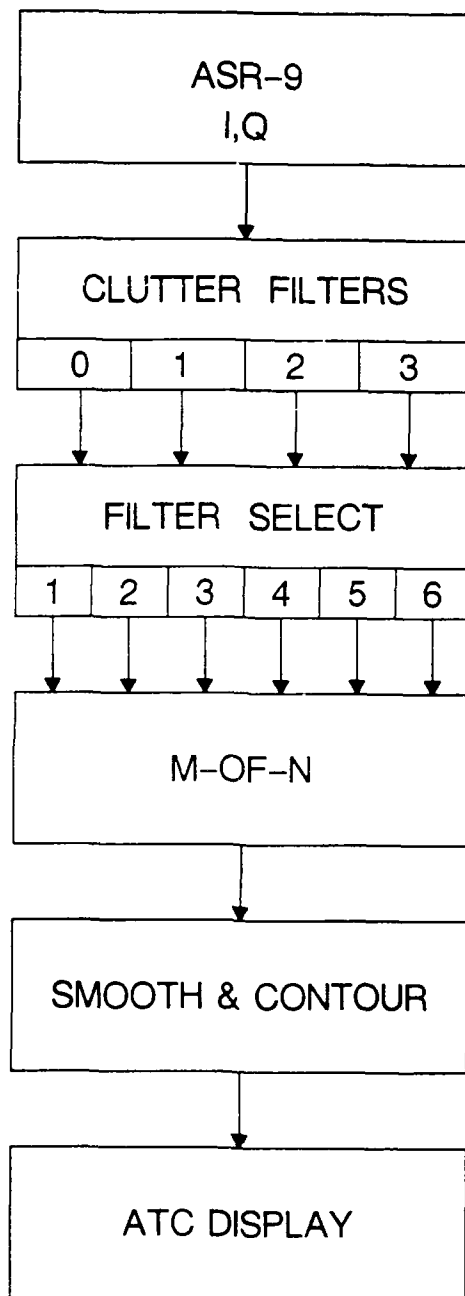 ASR-9
I,Q
CLUTTER FILTERS
0 1 2 3
FILTER SELECT
1 2 3 4 5 6
M-OF-N
SMOOTH & CONTOUR
ATC DISPLAY